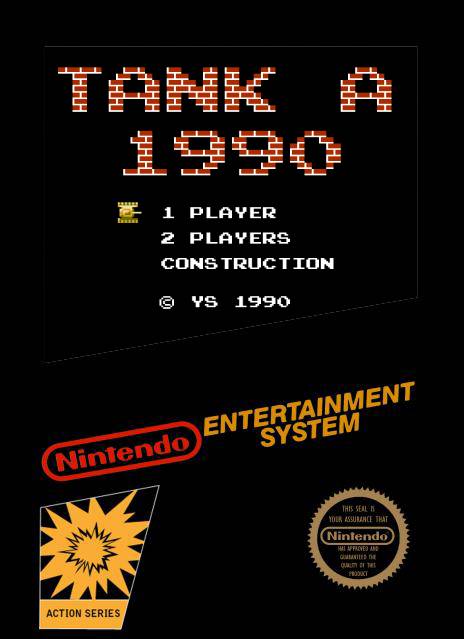 TANK A
1990
1 PLAYER
2 PLAYERS
CONSTRUCTION
© YS 1990
Nintendo
ENTERTAINMENT
SYSTEM
ACTION SERIES
THIS SEAL IS
YOUR ASSURANCE THAT
Nintendo
HAS APPROVED AND
GUARANTEED THE
QUALITY OF THIS
PRODUCT